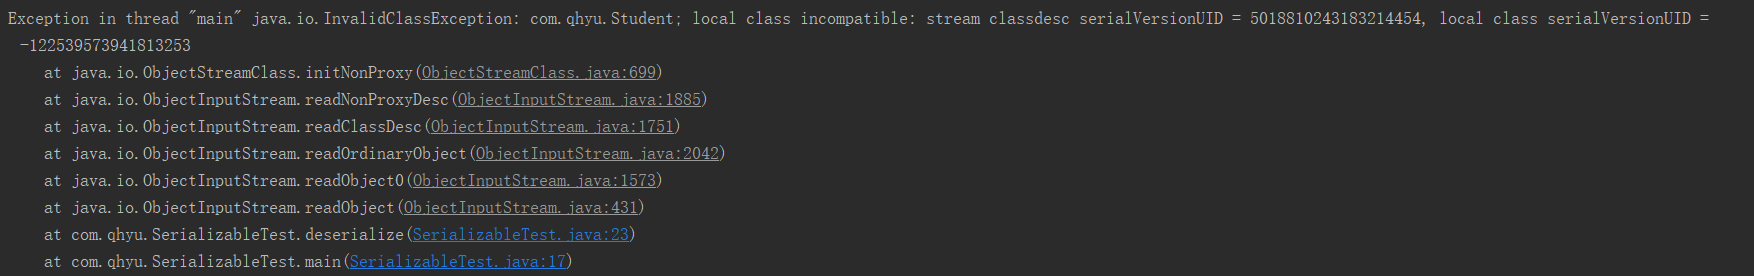 Exception in thread "main" java.io.InvalidClassException: com.qhyu.Student; local class incompatible: stream classdesc serialVersionUID = 5018810243183214454, local class serialVersionUID =
-122539573941813253
at java.io.ObjectStreamClass.initNonProxy(ObjectStreamClass.java:699)
at java.io.ObjectInputStream.readNonProxyDesc(ObjectInputStream.java:1885)
at java.io.ObjectInputStream.readClassDesc(ObjectInputStream.java:1751)
at java.io.ObjectInputStream.readOrdinaryObject(ObjectInputStream.java:2042)
at java.io.ObjectInputStream.readObject0(ObjectInputStream.java:1573)
at java.io.ObjectInputStream.readObject(ObjectInputStream.java:431)
at com.qhyu.SerializableTest.deserialize(SerializableTest.java:23)
at com.qhyu.SerializableTest.main(SerializableTest.java:17)